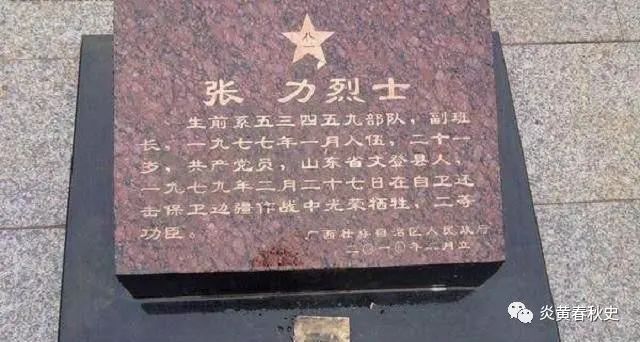 八一
张 力烈士
生前系五三四五九部队，副班
长，一九七七年一月入伍，二十一
岁，共产党员，山东省文登县人，
一九七九年二月二十七日在自卫还
击保卫边疆作战中光荣牺牲，二等
功臣。
广西壮族自治区人民政府
二〇一〇年二月立
炎黄春秋史